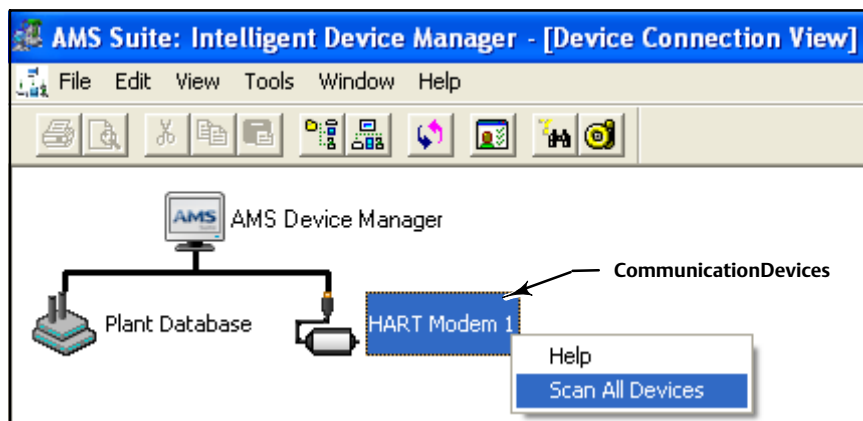 AMS Suite: Intelligent Device Manager - [Device Connection View]
File Edit View Tools Window Help
AMS
AMS Device Manager
CommunicationDevices
Plant Database
HART Modem 1
Help
Scan All Devices